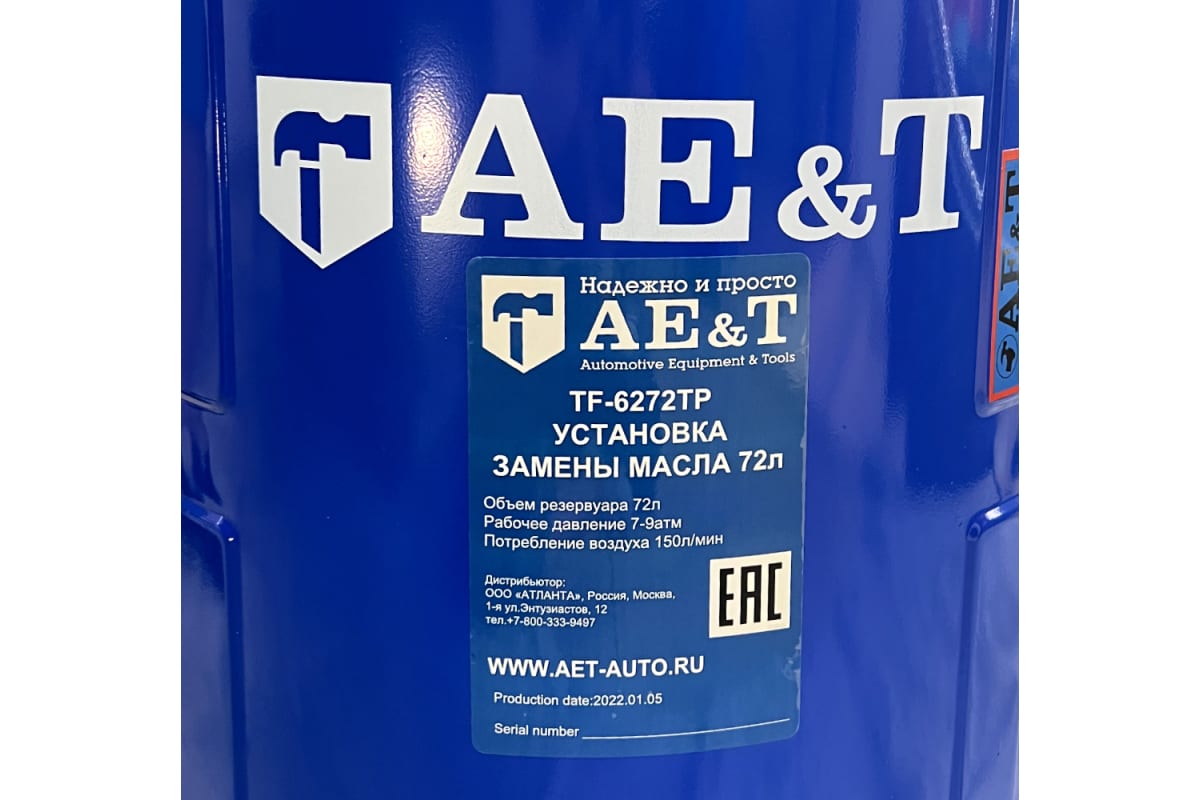 AE&T
Надежно и просто
AE&T
Automotive Equipment & Tools
TF-6272TP
УСТАНОВКА
ЗАМЕНЫ МАСЛА 72л
Объем резервуара 72л
Рабочее давление 7-9атм
Потребление воздуха 150л/мин
Дистрибьютор:
ООО «АТЛАНТА», Россия, Москва,
1-я ул.Энтузиастов, 12
тел.+7-800-333-9497
EAC
WWW.AET-AUTO.RU
Production date:2022.01.05
Serial number
AE&T